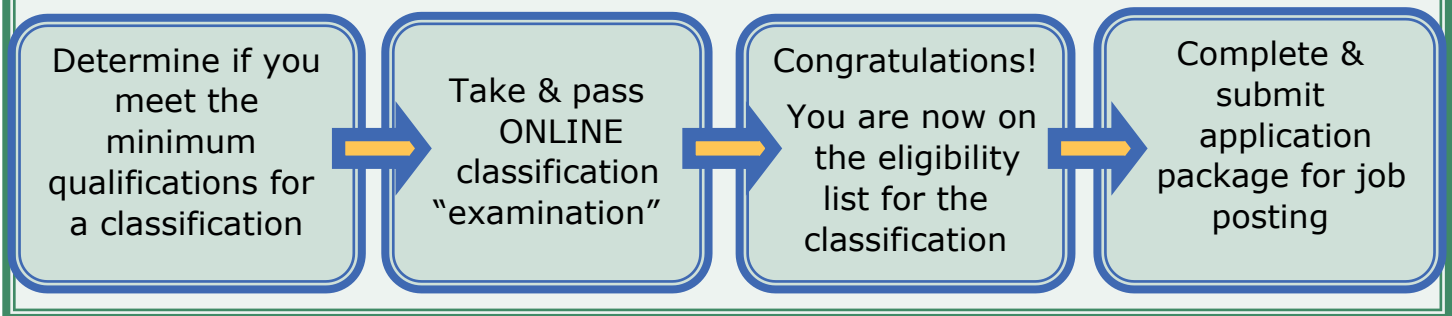 Determine if you
meet the
minimum
qualifications for
a classification
Take & pass
ONLINE
classification
“examination”
Congratulations!
You are now on
the eligibility
list for the
classification
Complete &
submit
application
package for job
posting